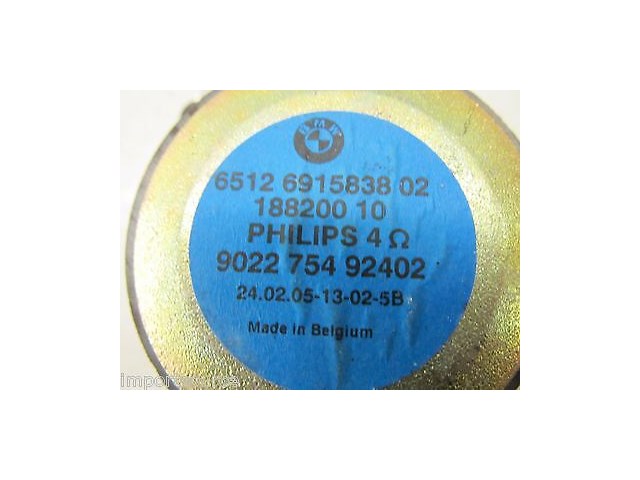 BMW
6512 6915838 02
188200 10
PHILIPS 4 Ω
9022 754 92402
24.02.05-13-02-5B
Made in Belgium